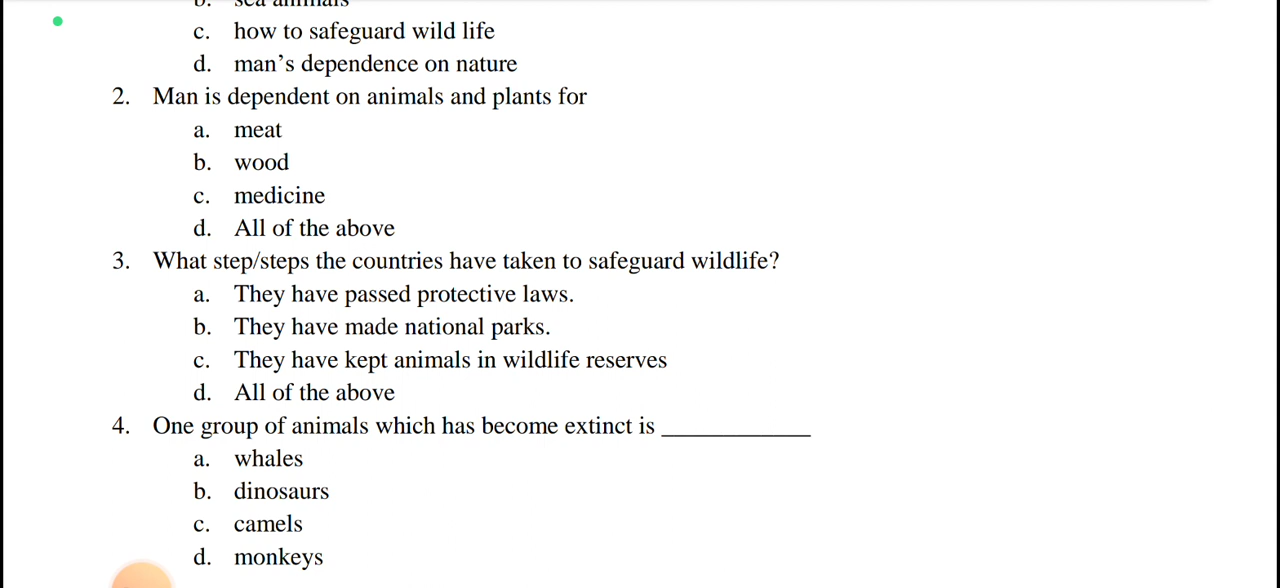 b. sea animals
c. how to safeguard wild life
d. man's dependence on nature
2. Man is dependent on animals and plants for
a. meat
b. wood
c. medicine
d. All of the above
3. What step/steps the countries have taken to safeguard wildlife?
a. They have passed protective laws.
b. They have made national parks.
c. They have kept animals in wildlife reserves
d. All of the above
4. One group of animals which has become extinct is ____________
a. whales
b. dinosaurs
c. camels
d. monkeys